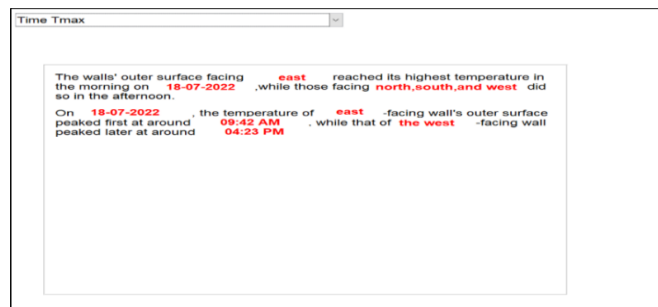 Time Tmax
The walls' outer surface facing east reached its highest temperature in
the morning on 18-07-2022 ,while those facing north,south,and west did
so in the afternoon.
On 18-07-2022 , the temperature of east -facing wall's outer surface
peaked first at around 09:42 AM , while that of the west -facing wall
peaked later at around 04:23 PM